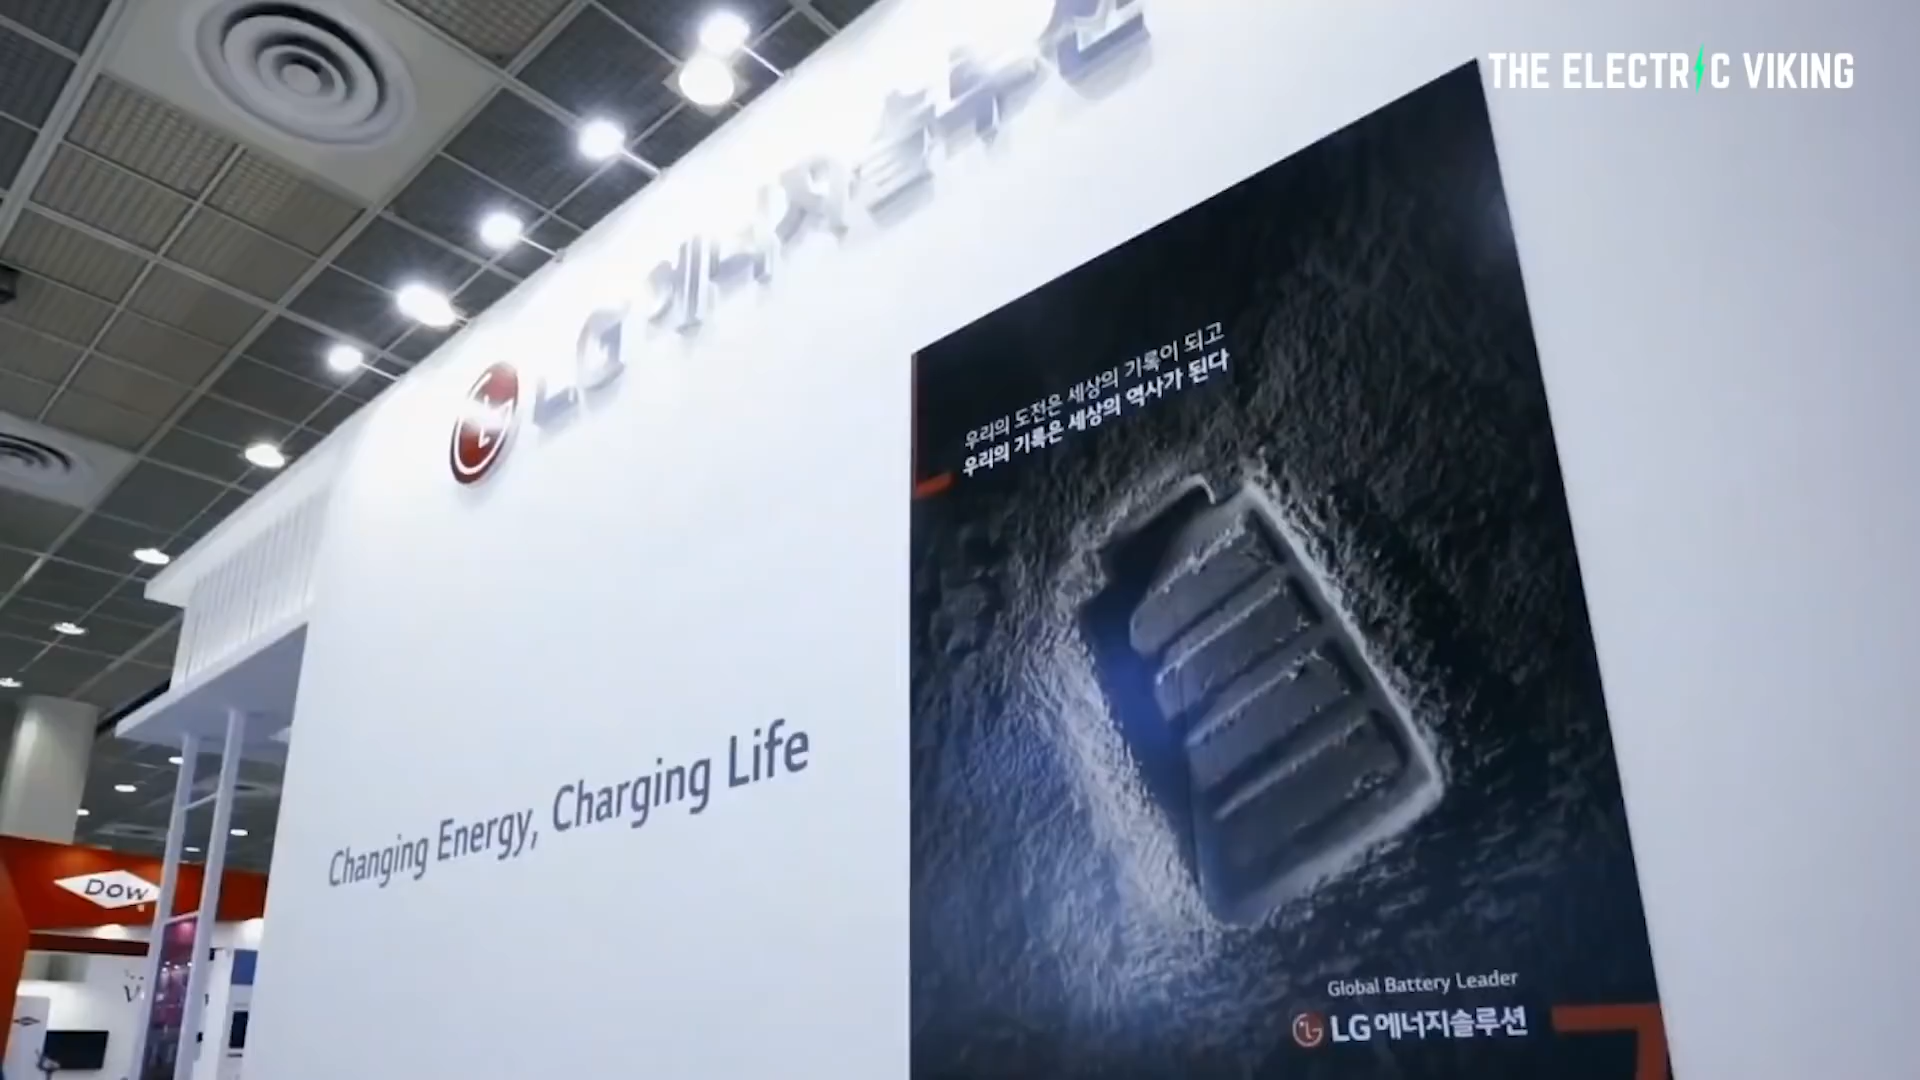 THE ELECTRIC VIKING
LG 에너지솔루션
우리의 도전은 세상의 기록이 되고
우리의 기록은 세상의 역사가 된다
Changing Energy, Charging Life
DOW
Global Battery Leader
LG에너지솔루션